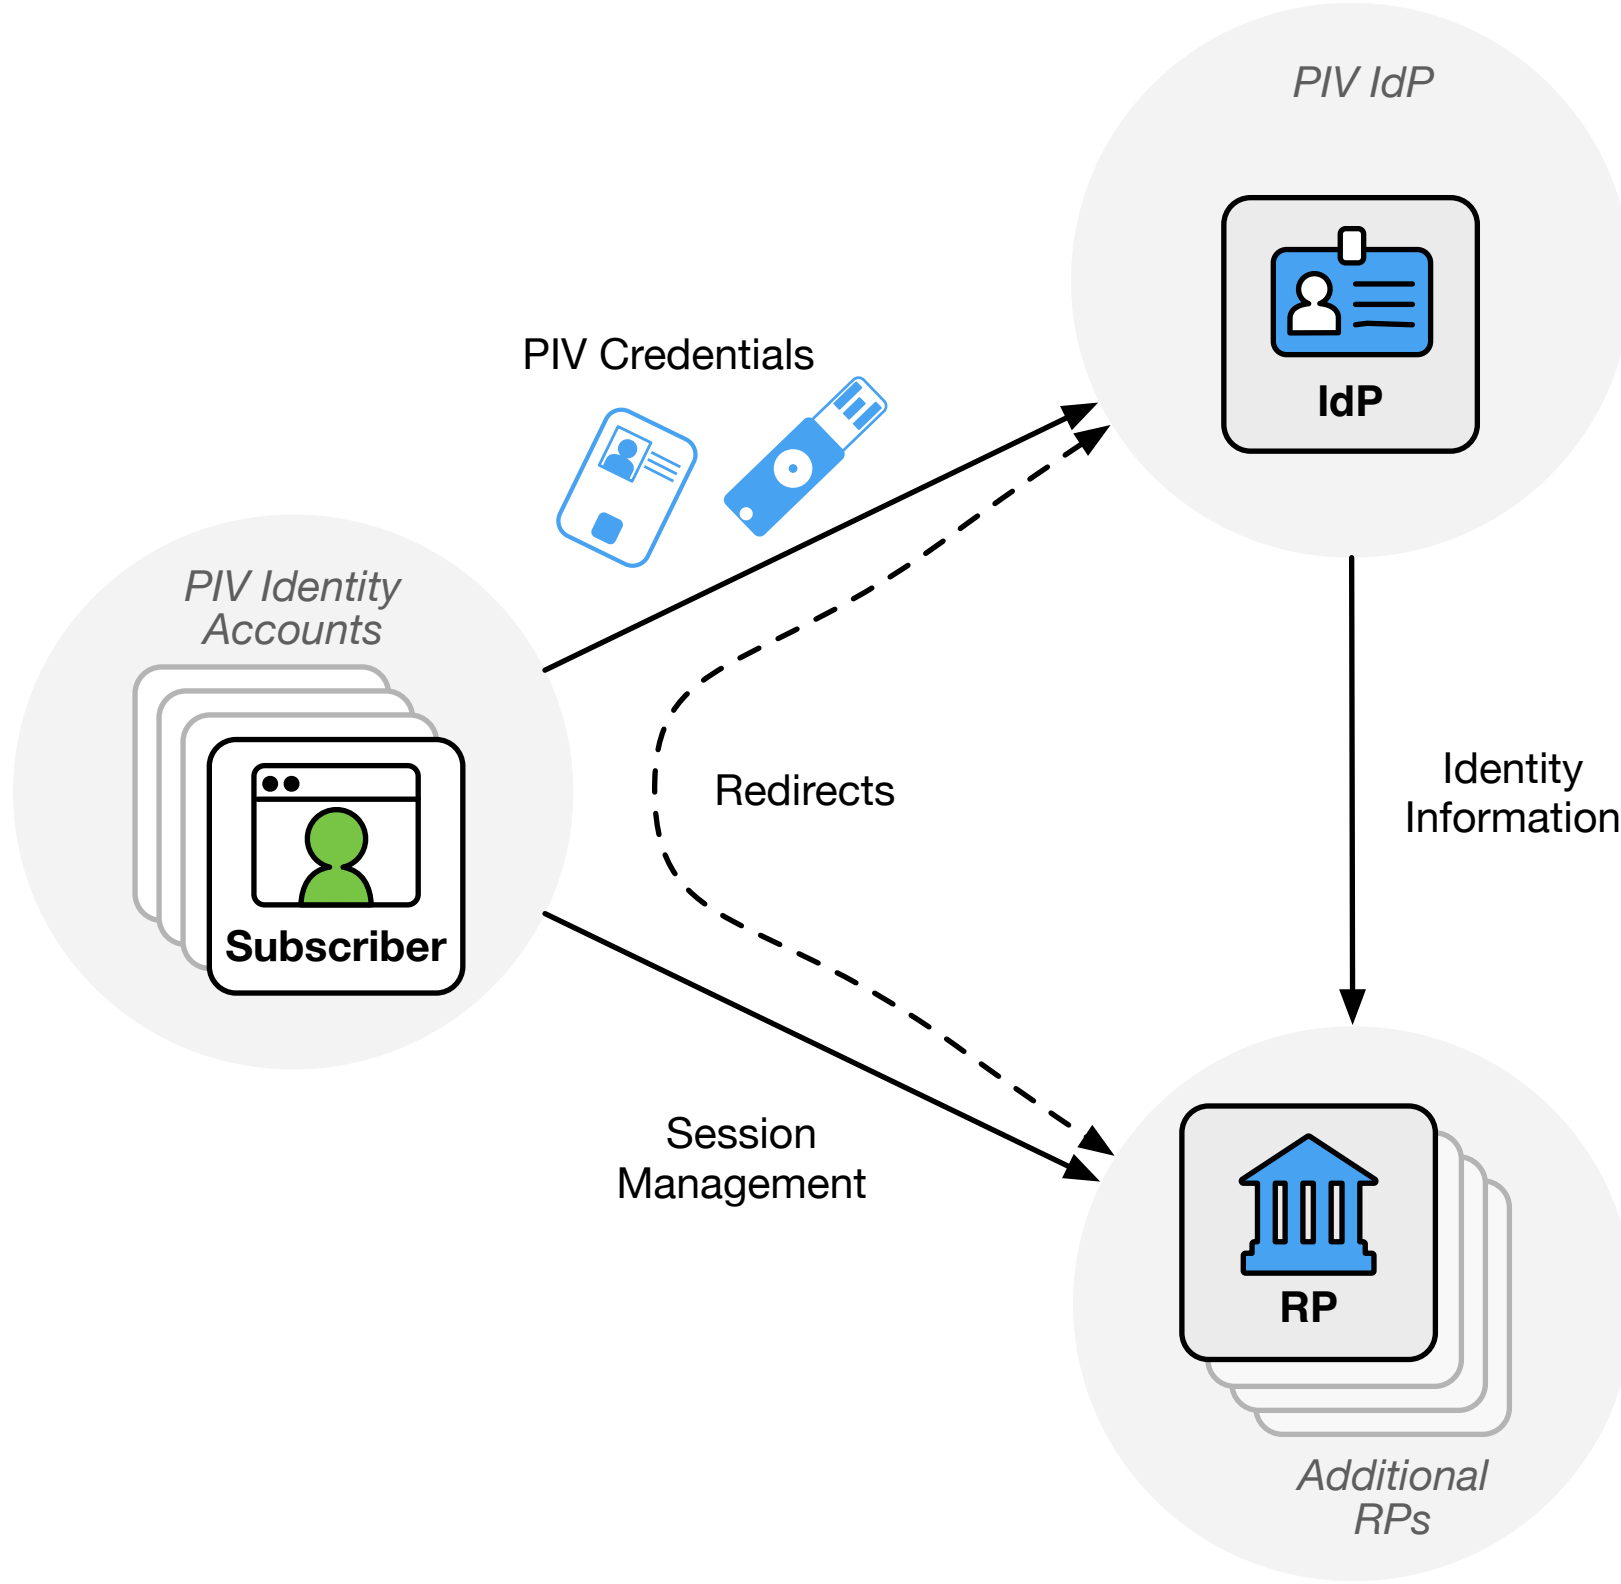 PIV IdP
IdP
PIV Credentials
PIV Identity
Accounts
Subscriber
Redirects
Identity
Information
Session
Management
RP
Additional
RPs